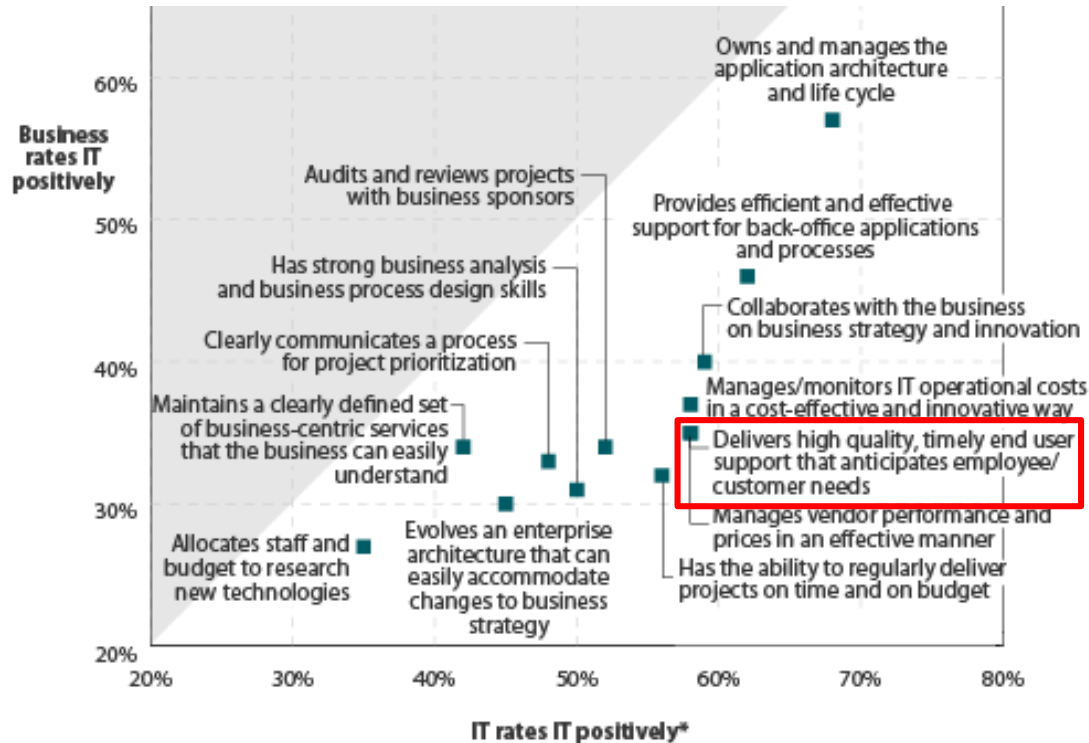 Owns and manages the
application architecture
and life cycle
60%
Business
rates IT
positively
Audits and reviews projects
with business sponsors
Provides efficient and effective
support for back-office applications
and processes
50%
Has strong business analysis
and business process design skills
Collaborates with the business
on business strategy and innovation
Clearly communicates a process
for project prioritization
40%
Manages/monitors IT operational costs
in a cost-effective and innovative way
Maintains a clearly defined set
of business-centric services
that the business can easily
understand
Delivers high quality, timely end user
support that anticipates employee/
customer needs
30%
Manages vendor performance and
prices in an effective manner
Allocates staff and
budget to research
new technologies
Evolves an enterprise
architecture that can
easily accommodate
changes to business
strategy
Has the ability to regularly deliver
projects on time and on budget
20%
20%
30%
40%
50%
60%
70%
80%
IT rates IT positively*